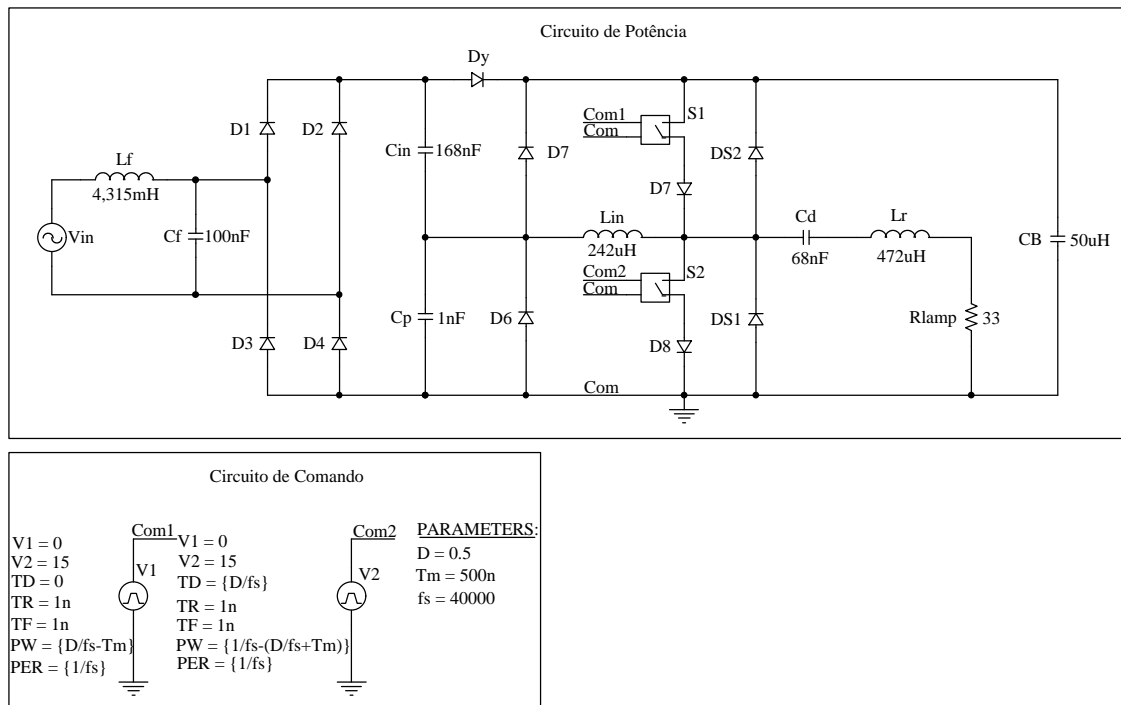 Circuito de Potência
Dy
Com1
S1
Com
D1
D2
Lf
Cin
168nF
D7
DS2
4,315mH
D7
Cd
Lr
Lin
CB
50uH
Vin
Cf
100nF
242uH
68nF
472uH
Com2
S2
Com
Cp
1nF
D6
DS1
Rlamp
33
D3
D4
D8
Com
Circuito de Comando
V1 = 0
V2 = 15
TD = 0
TR = 1n
TF = 1n
PW = {D/fs-Tm}
PER = {1/fs}
Com1
V1
V1 = 0
V2 = 15
TD = {D/fs}
TR = 1n
TF = 1n
PW = {1/fs-(D/fs+Tm)}
PER = {1/fs}
Com2
V2
PARAMETERS:
D = 0.5
Tm = 500n
fs = 40000